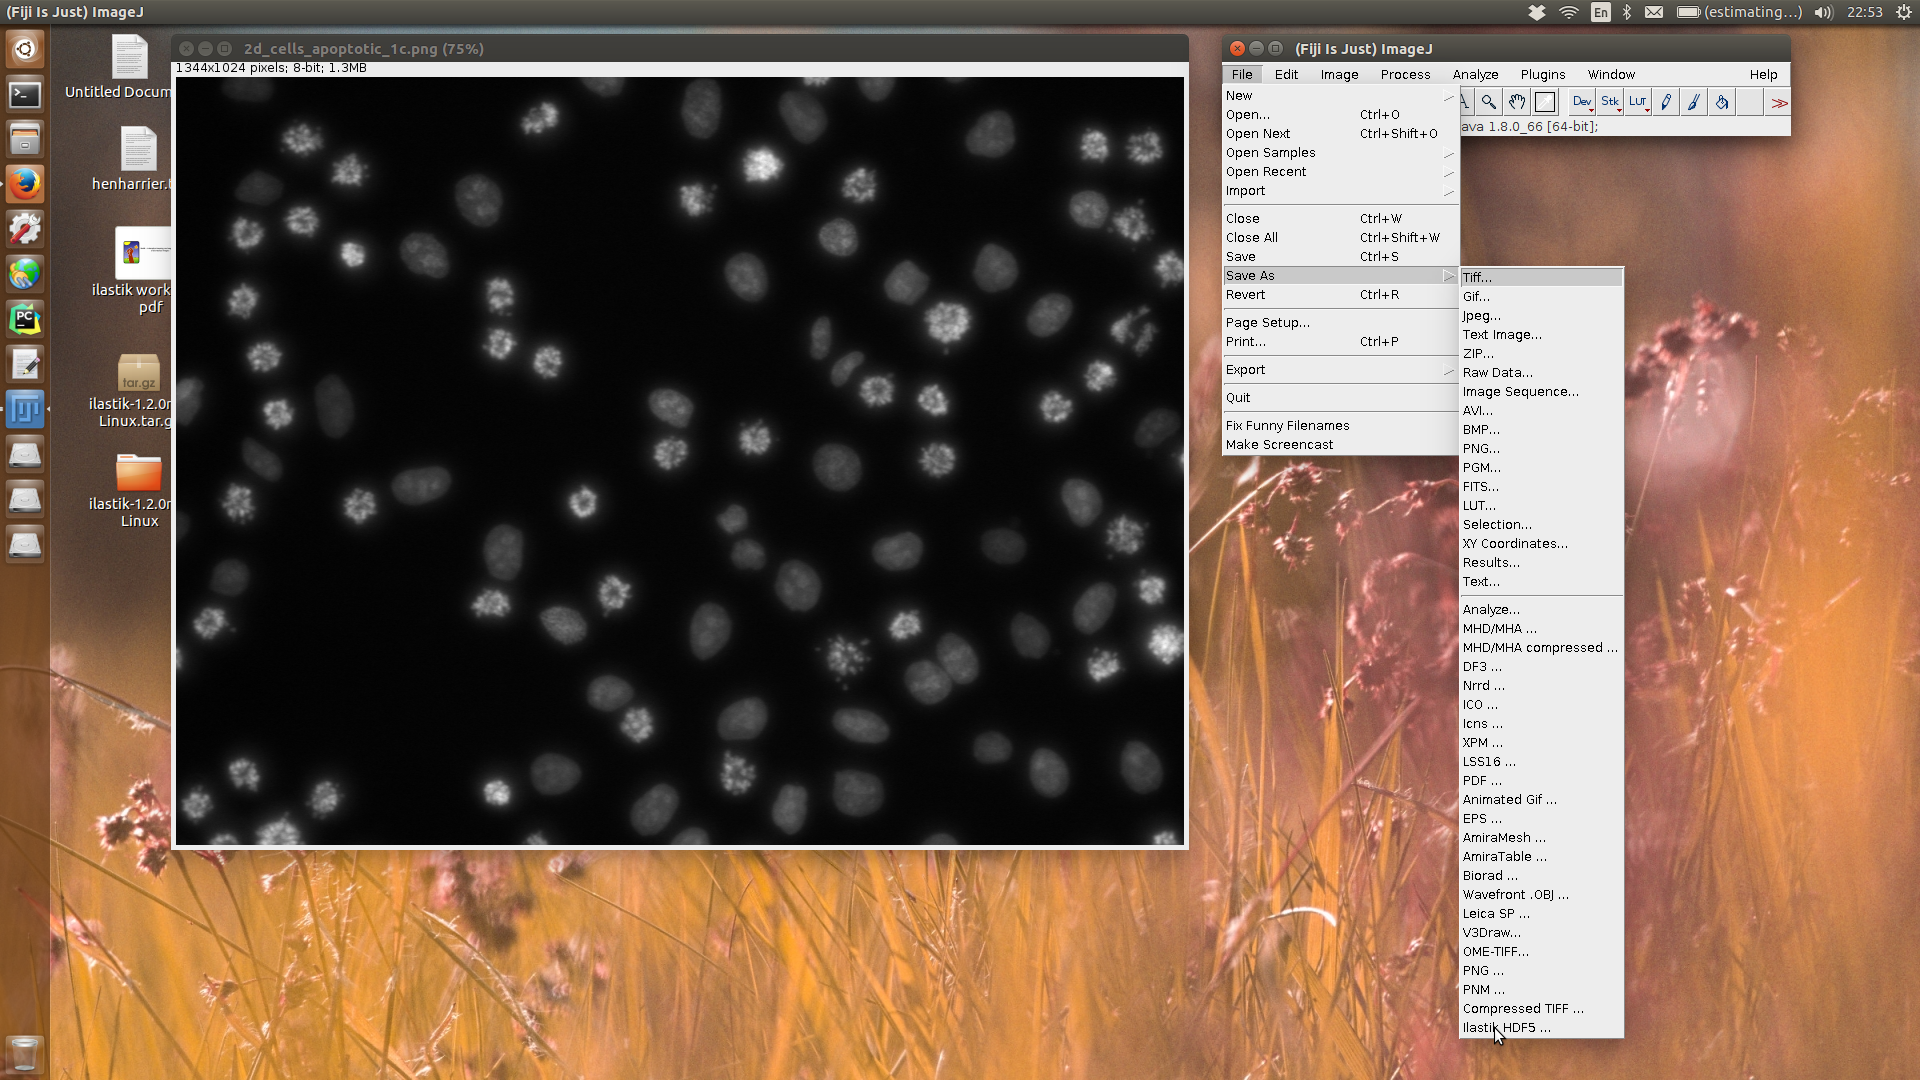 (Fiji Is Just) ImageJ
En
(estimating...)
22:53
Untitled Docum
henharrier.t
ilastik work
pdf
PC
tar.gz
ilastik-1.2.0r
Linux.tar.g
ilastik-1.2.0r
Linux
2d_cells_apoptotic_1c.png (75%)
1344x1024 pixels; 8-bit; 1.3MB
(Fiji Is Just) ImageJ
File Edit Image Process Analyze Plugins Window Help
A Dev Stk LUT >>
ava 1.8.0_66 [64-bit];
New
Open... Ctrl+O
Open Next Ctrl+Shift+O
Open Samples
Open Recent
Import
Close Ctrl+W
Close All Ctrl+Shift+W
Save Ctrl+S
Save As
Revert Ctrl+R
Page Setup...
Print... Ctrl+P
Export
Quit
Fix Funny Filenames
Make Screencast
Tiff...
Gif...
Jpeg...
Text Image...
ZIP...
Raw Data...
Image Sequence...
AVI...
BMP...
PNG...
PGM...
FITS...
LUT...
Selection...
XY Coordinates...
Results...
Text...
Analyze...
MHD/MHA ...
MHD/MHA compressed ...
DF3 ...
Nrrd ...
ICO ...
Icns ...
XPM ...
LSS16 ...
PDF ...
Animated Gif ...
EPS ...
AmiraMesh ...
AmiraTable ...
Biorad ...
Wavefront .OBJ ...
Leica SP ...
V3Draw...
OME-TIFF...
PNG ...
PNM ...
Compressed TIFF ...
Ilastik HDF5 ...